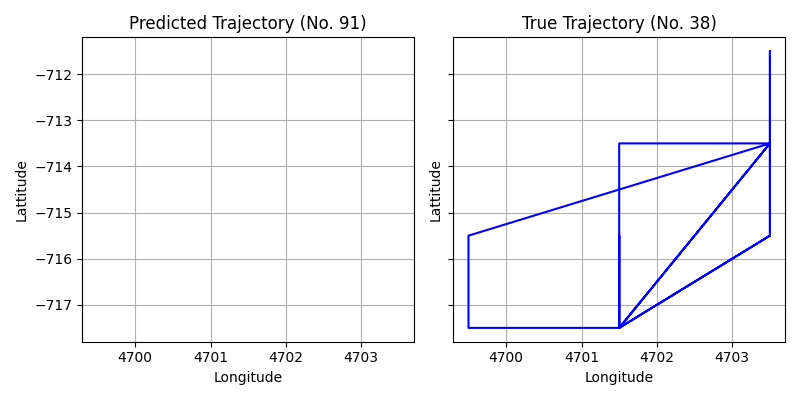 Predicted Trajectory (No. 91)
True Trajectory (No. 38)
Lattitude
−712
−713
−714
−715
−716
−717
4700
4701
4702
4703
Longitude
Lattitude
4700
4701
4702
4703
Longitude